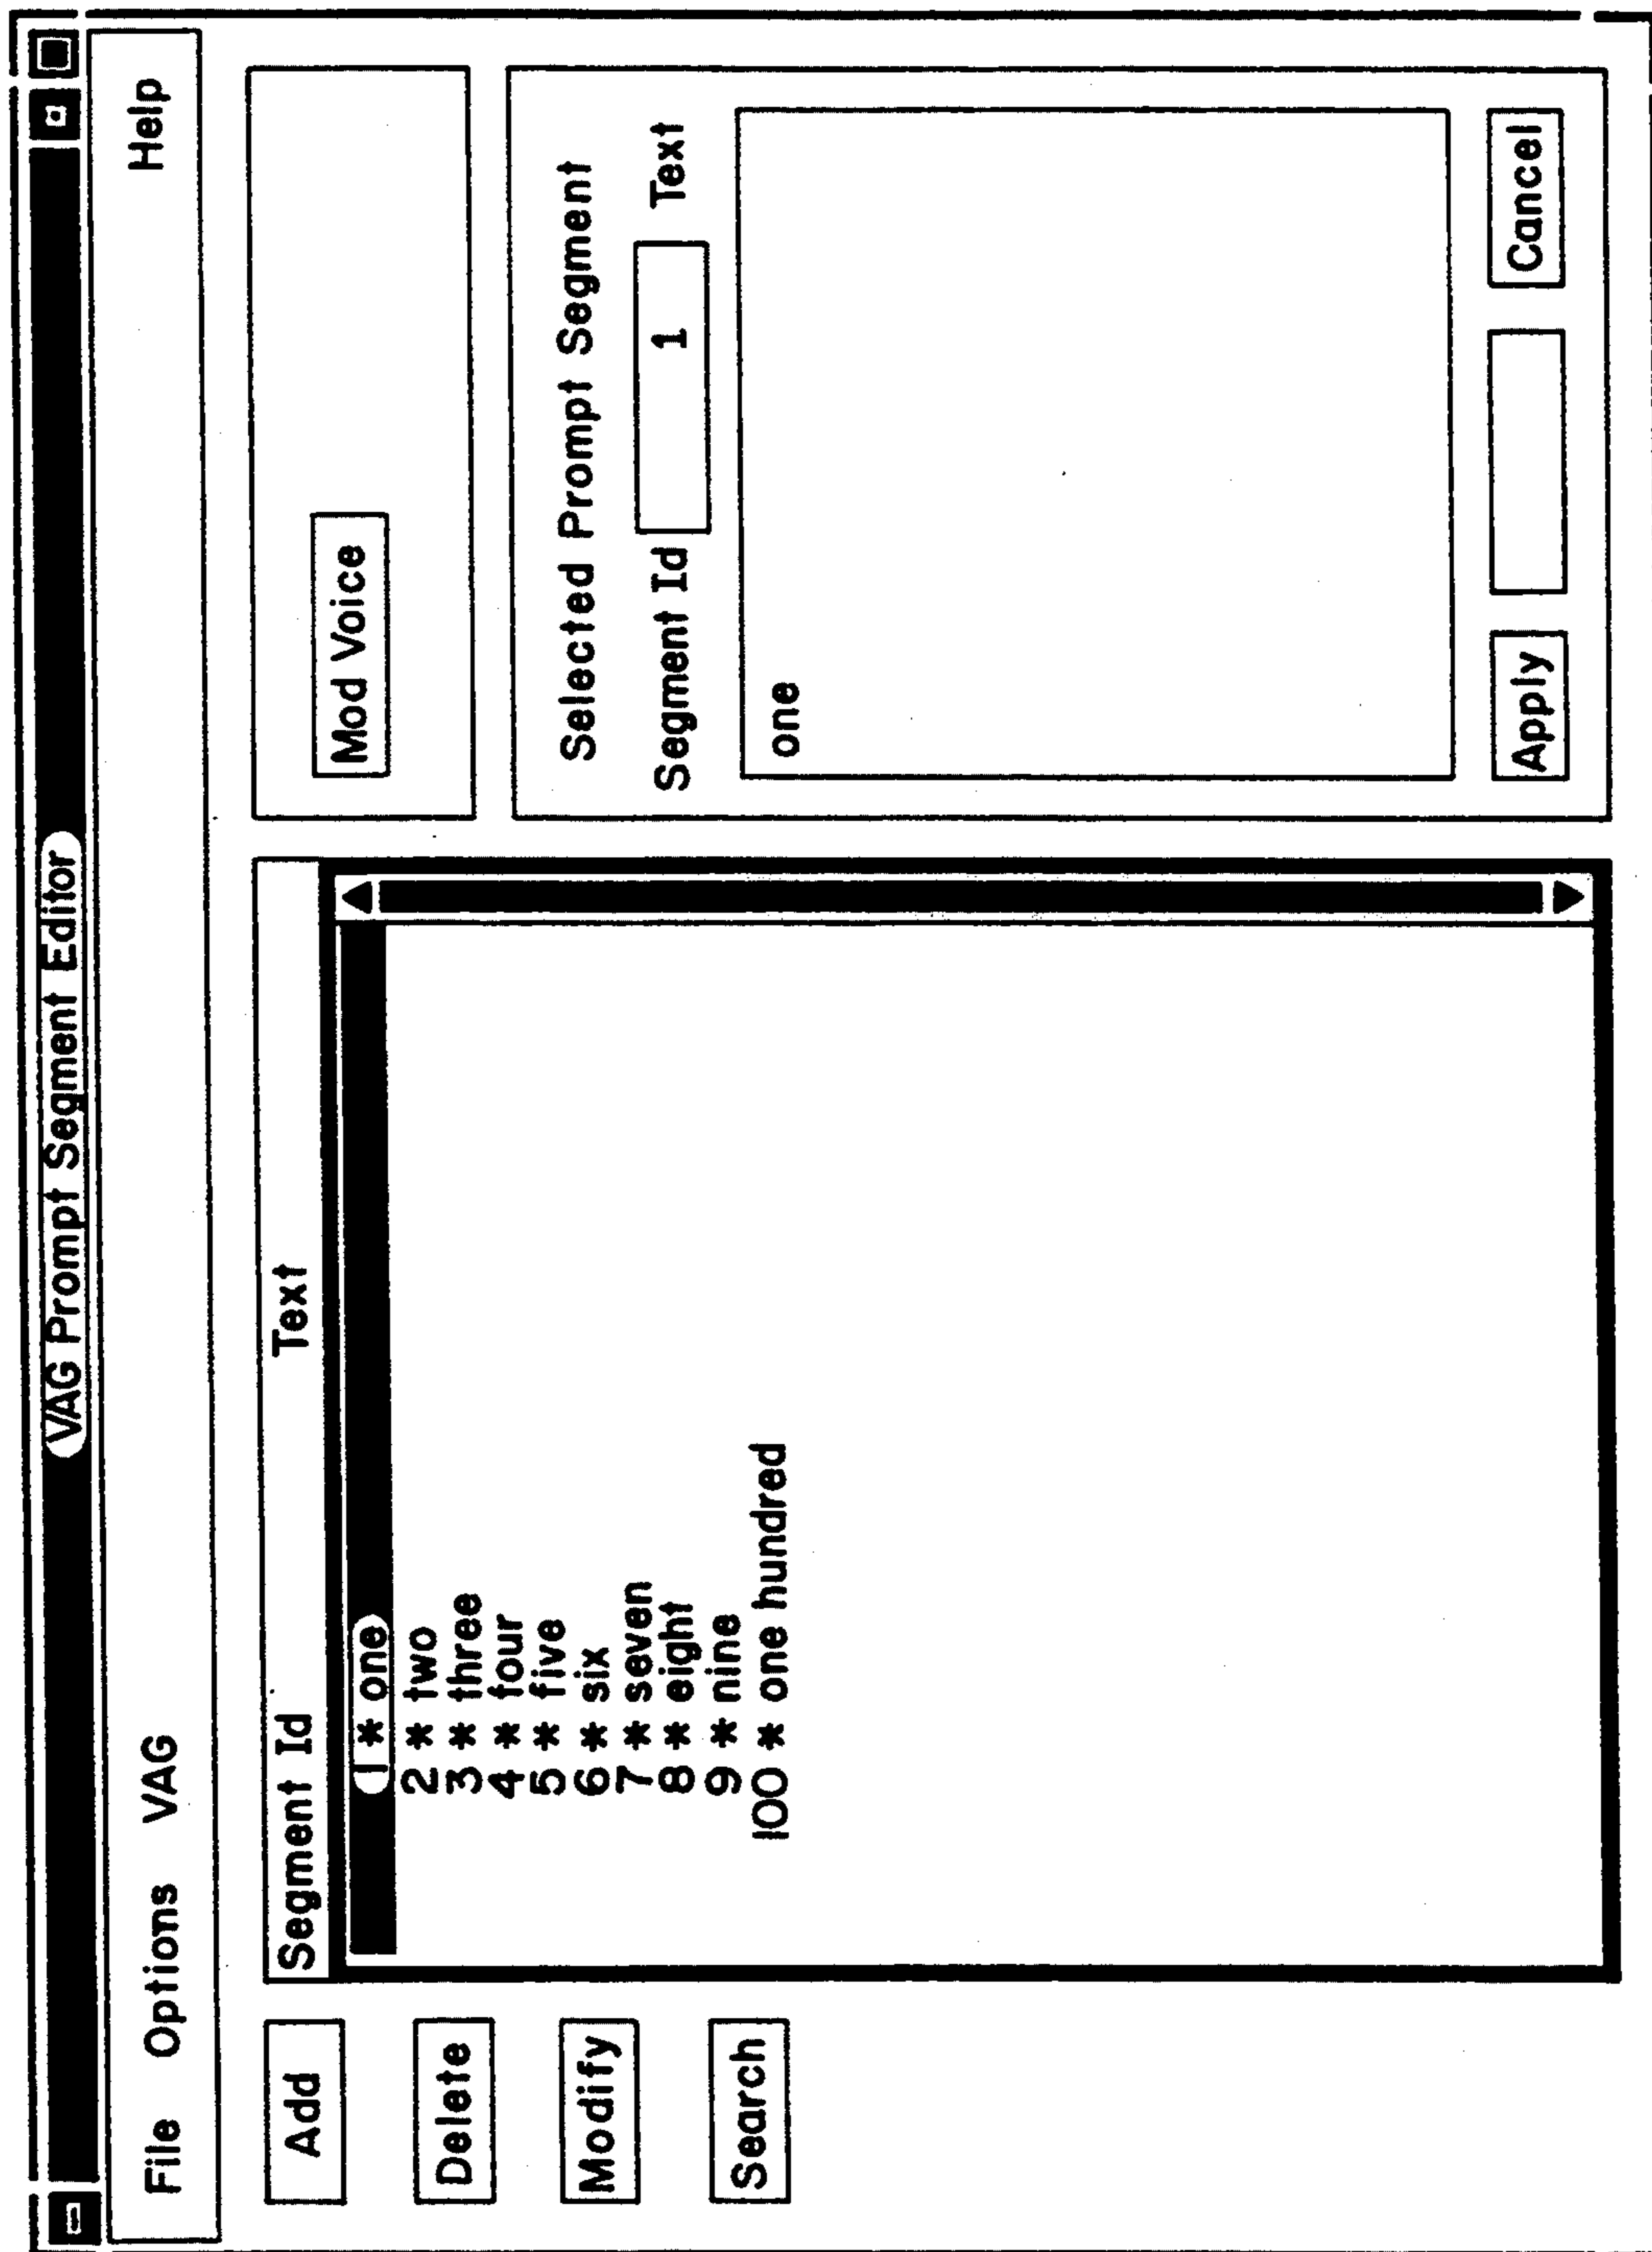 VAG Prompt Segment Editor
File Options VAG Help
Add
Delete
Modify
Search
Segment Id Text
1 * one
2 * two
3 * three
4 * four
5 * five
6 * six
7 * seven
8 * eight
9 * nine
100 * one hundred
Mod Voice
Selected Prompt Segment
Segment Id 1 Text
one
Apply Cancel